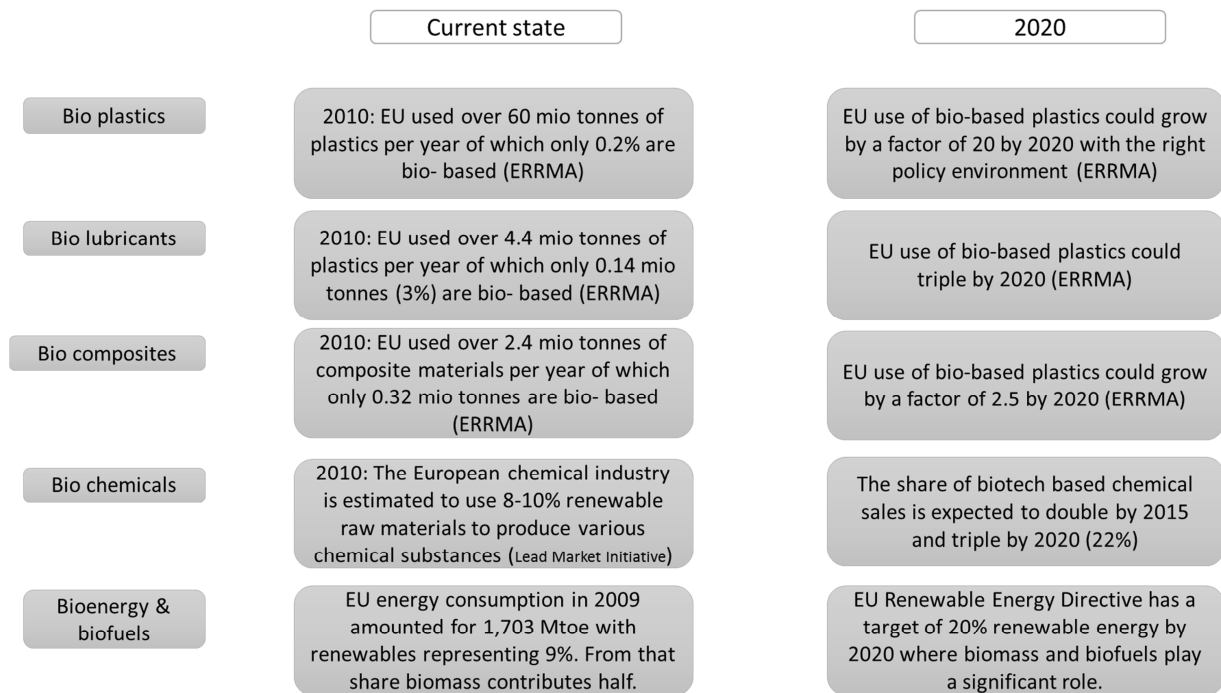 Current state
2020
Bio plastics
2010: EU used over 60 mio tonnes of
plastics per year of which only 0.2% are
bio- based (ERRMA)
EU use of bio-based plastics could grow
by a factor of 20 by 2020 with the right
policy environment (ERRMA)
Bio lubricants
2010: EU used over 4.4 mio tonnes of
plastics per year of which only 0.14 mio
tonnes (3%) are bio- based (ERRMA)
EU use of bio-based plastics could
triple by 2020 (ERRMA)
Bio composites
2010: EU used over 2.4 mio tonnes of
composite materials per year of which
only 0.32 mio tonnes are bio- based
(ERRMA)
EU use of bio-based plastics could grow
by a factor of 2.5 by 2020 (ERRMA)
Bio chemicals
2010: The European chemical industry
is estimated to use 8-10% renewable
raw materials to produce various
chemical substances (Lead Market Initiative)
The share of biotech based chemical
sales is expected to double by 2015
and triple by 2020 (22%)
Bioenergy &
biofuels
EU energy consumption in 2009
amounted for 1,703 Mtoe with
renewables representing 9%. From that
share biomass contributes half.
EU Renewable Energy Directive has a
target of 20% renewable energy by
2020 where biomass and biofuels play
a significant role.